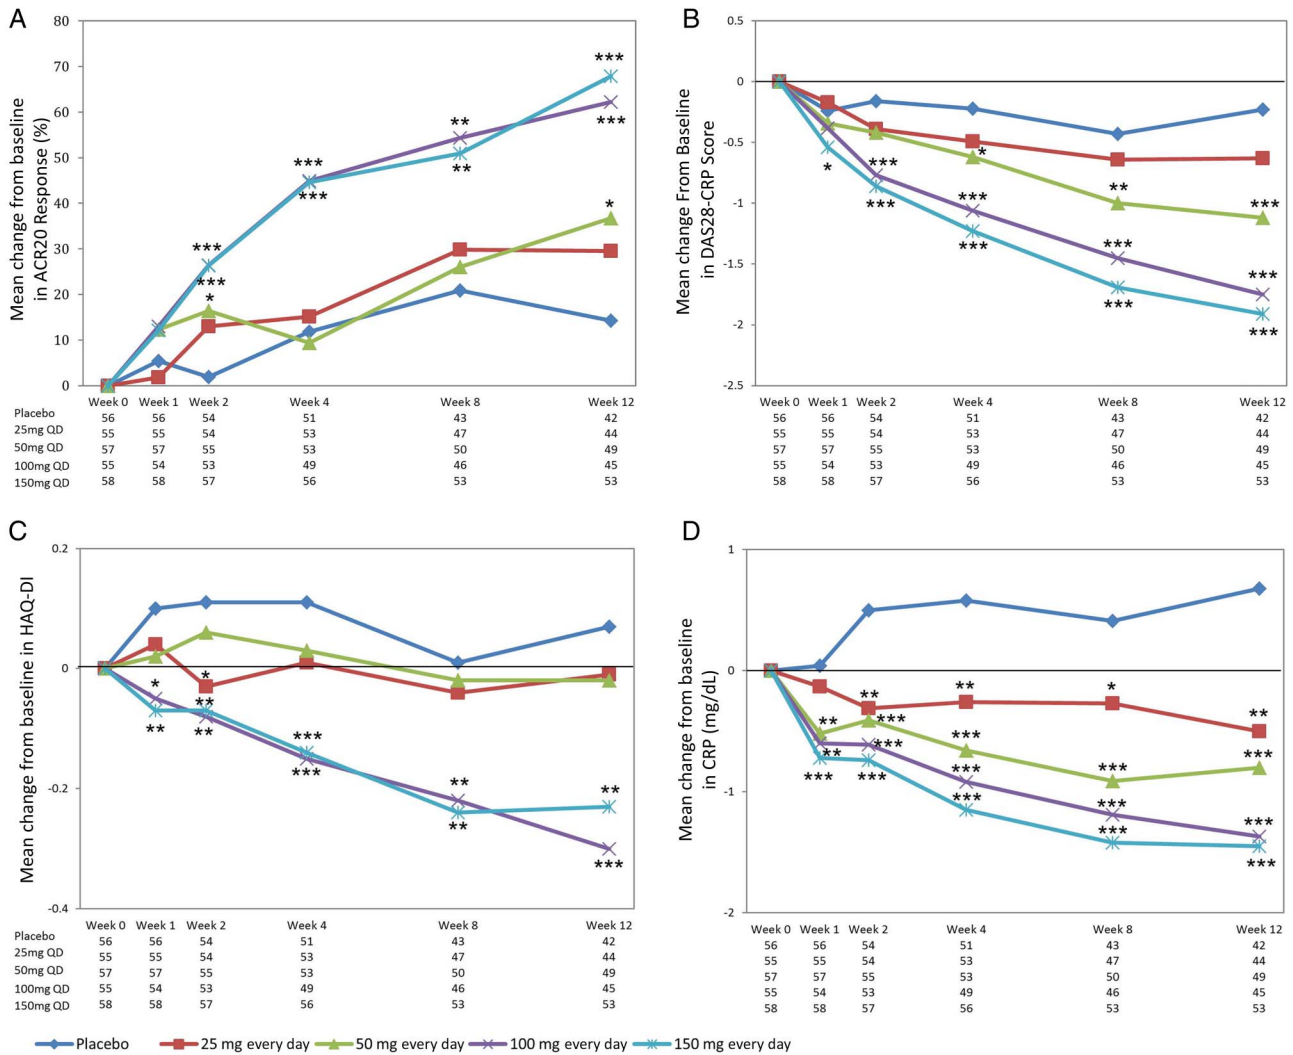 A
Mean change from baseline
in ACR20 Response (%)
80
70
60
50
40
30
20
10
0
***
***
**
**
***
***
*
***
***
*
Week 0 Week 1 Week 2 Week 4 Week 8 Week 12
Placebo 56 56 54 51 43 42
25mg QD 55 55 54 53 47 44
50mg QD 57 57 55 53 50 49
100mg QD 55 54 53 49 46 45
150mg QD 58 58 57 56 53 53
B
Mean change From Baseline
in DAS28-CRP Score
0.5
0
-0.5
-1
-1.5
-2
-2.5
*
*
***
***
***
***
**
***
***
***
***
***
Week 0 Week 1 Week 2 Week 4 Week 8 Week 12
56 56 54 51 43 42
55 55 54 53 47 44
57 57 55 53 50 49
55 54 53 49 46 45
58 58 57 56 53 53
C
Mean change from baseline in HAQ-DI
0.2
0
-0.2
-0.4
*
**
*
**
**
***
***
**
**
**
***
Week 0 Week 1 Week 2 Week 4 Week 8 Week 12
Placebo 56 56 54 51 43 42
25mg QD 55 55 54 53 47 44
50mg QD 57 57 55 53 50 49
100mg QD 55 54 53 49 46 45
150mg QD 58 58 57 56 53 53
D
Mean change from baseline
in CRP (mg/dL)
1
0
-1
-2
**
**
***
**
***
***
***
**
***
***
***
*
***
***
***
**
***
***
***
Week 0 Week 1 Week 2 Week 4 Week 8 Week 12
56 56 54 51 43 42
55 55 54 53 47 44
57 57 55 53 50 49
55 54 53 49 46 45
58 58 57 56 53 53
Placebo 25 mg every day 50 mg every day 100 mg every day 150 mg every day